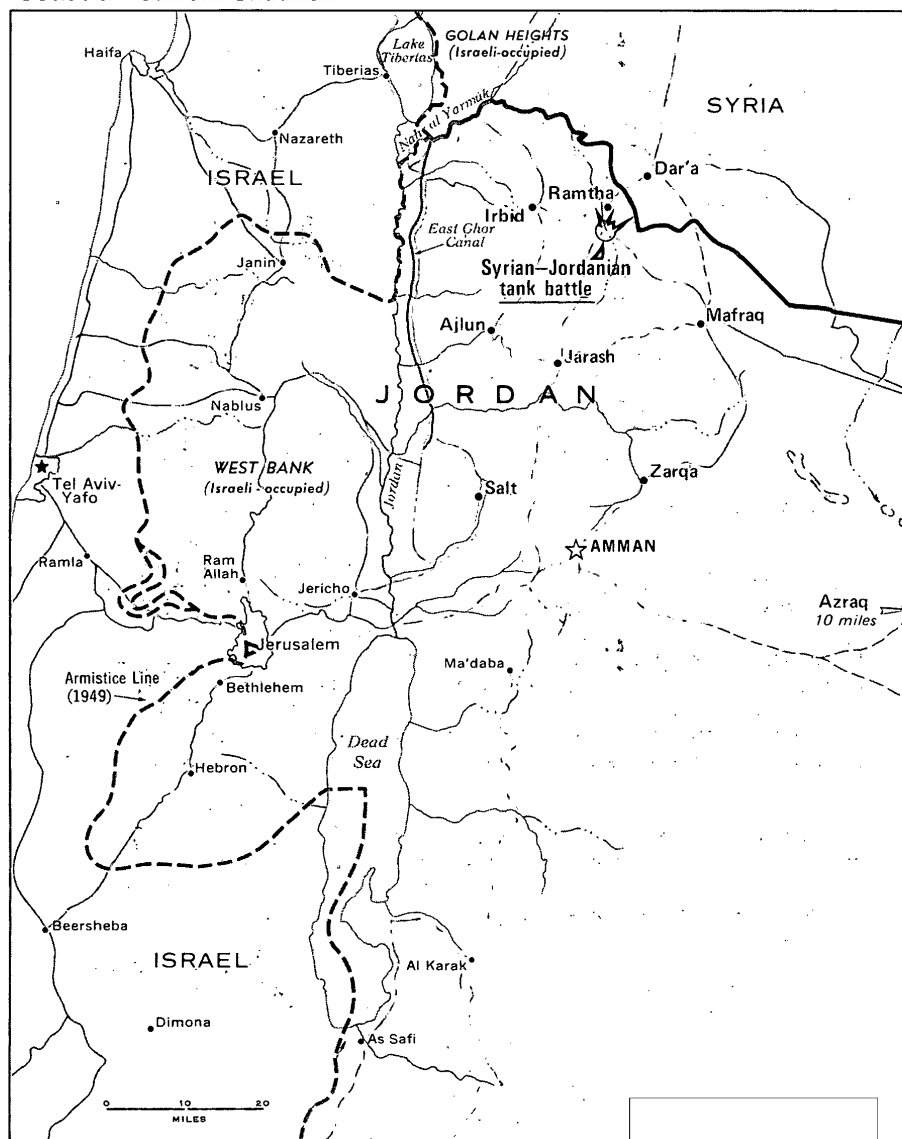 GOLAN HEIGHTS
(Israeli-occupied)
Lake
Tiberias
Haifa
Tiberias
Nahr al Yarmūk
SYRIA
Nazareth
ISRAEL
Dar'a
Ramtha
Irbid
East Ghor
Canal
Janin
Syrian–Jordanian
tank battle
Ajlun
Mafraq
Jarash
JORDAN
Nablus
WEST BANK
(Israeli-occupied)
Jordan
Tel Aviv-
Yafo
Salt
Zarqa
Ramla
Ram
Allah
AMMAN
Jericho
Azraq
10 miles
Jerusalem
Armistice Line
(1949)
Bethlehem
Ma'daba
Dead
Sea
Hebron
Beersheba
ISRAEL
Al Karak
Dimona
As Safi
0 10 20
MILES